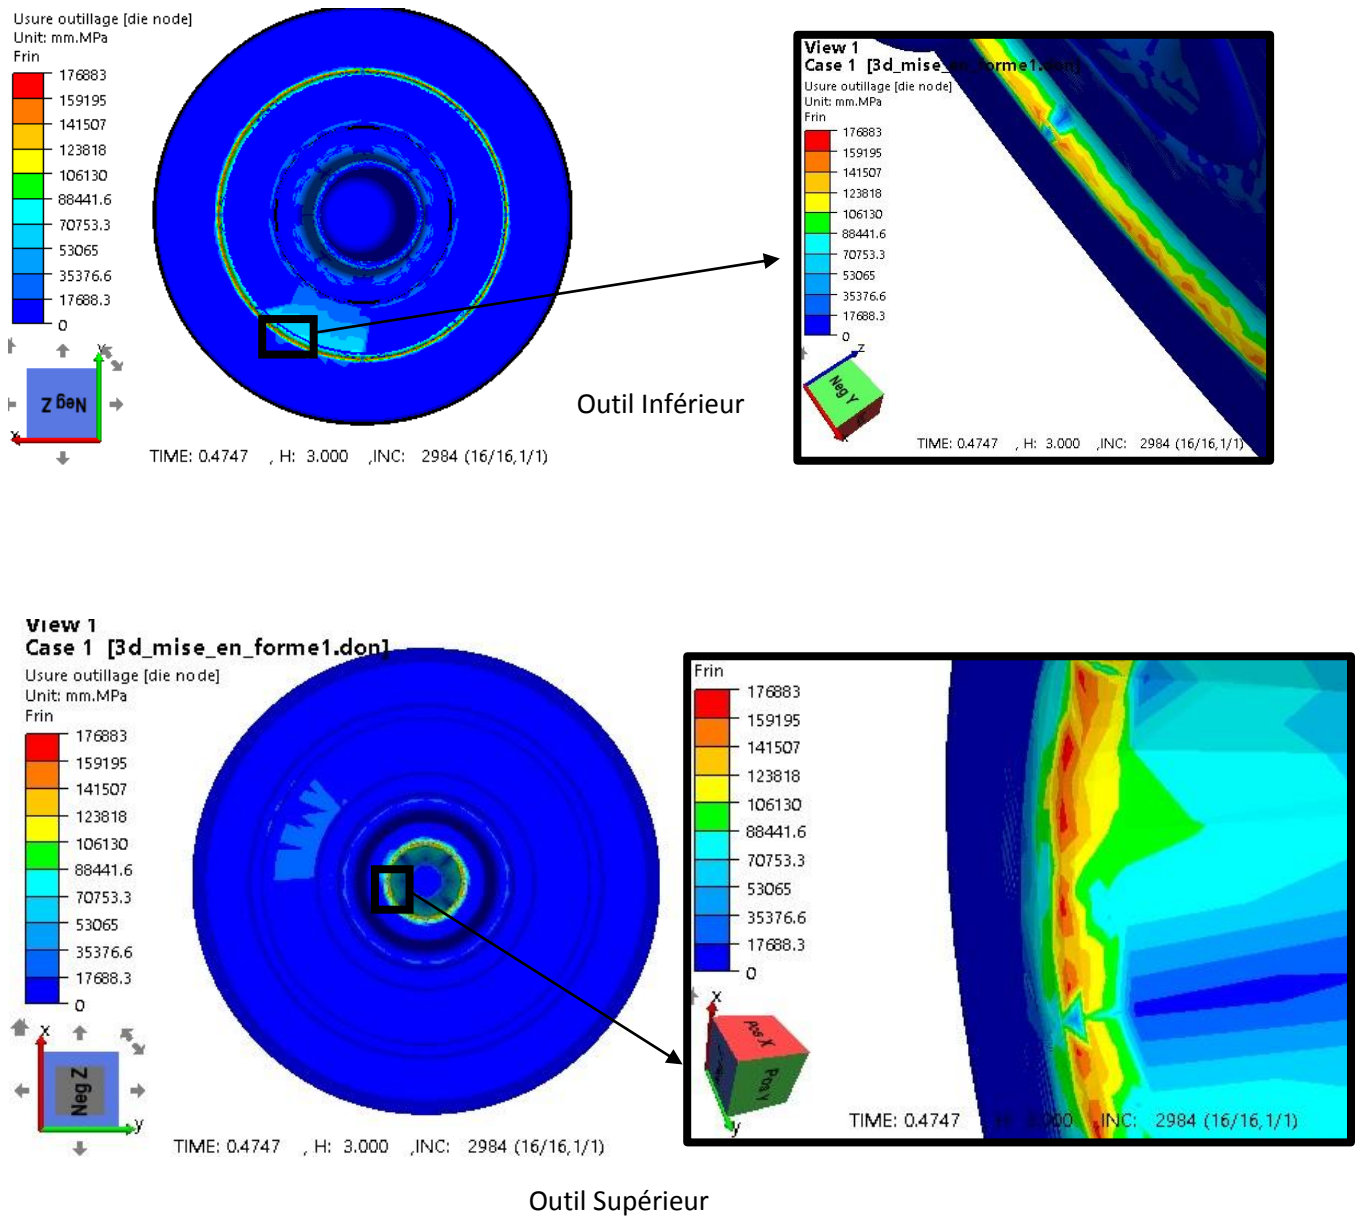 Usure outillage [die node]
Unit: mm.MPa
Frin
176883
159195
141507
123818
106130
88441.6
70753.3
53065
35376.6
17688.3
0
Y
Neg Z
X
TIME: 0.4747 , H: 3.000 ,INC: 2984 (16/16,1/1)
View 1
Case 1 [3d_mise_en_forme1.don]
Usure outillage [die node]
Unit: mm.MPa
Frin
176883
159195
141507
123818
106130
88441.6
70753.3
53065
35376.6
17688.3
0
Z
Neg Y
X
TIME: 0.4747 , H: 3.000 ,INC: 2984 (16/16,1/1)
Outil Inférieur
View 1
Case 1 [3d_mise_en_forme1.don]
Usure outillage [die node]
Unit: mm.MPa
Frin
176883
159195
141507
123818
106130
88441.6
70753.3
53065
35376.6
17688.3
0
X
Neg Z
y
TIME: 0.4747 , H: 3.000 ,INC: 2984 (16/16,1/1)
Frin
176883
159195
141507
123818
106130
88441.6
70753.3
53065
35376.6
17688.3
0
X
Pos X
Pos Y
y
TIME: 0.4747 , H: 3.000 ,INC: 2984 (16/16,1/1)
Outil Supérieur